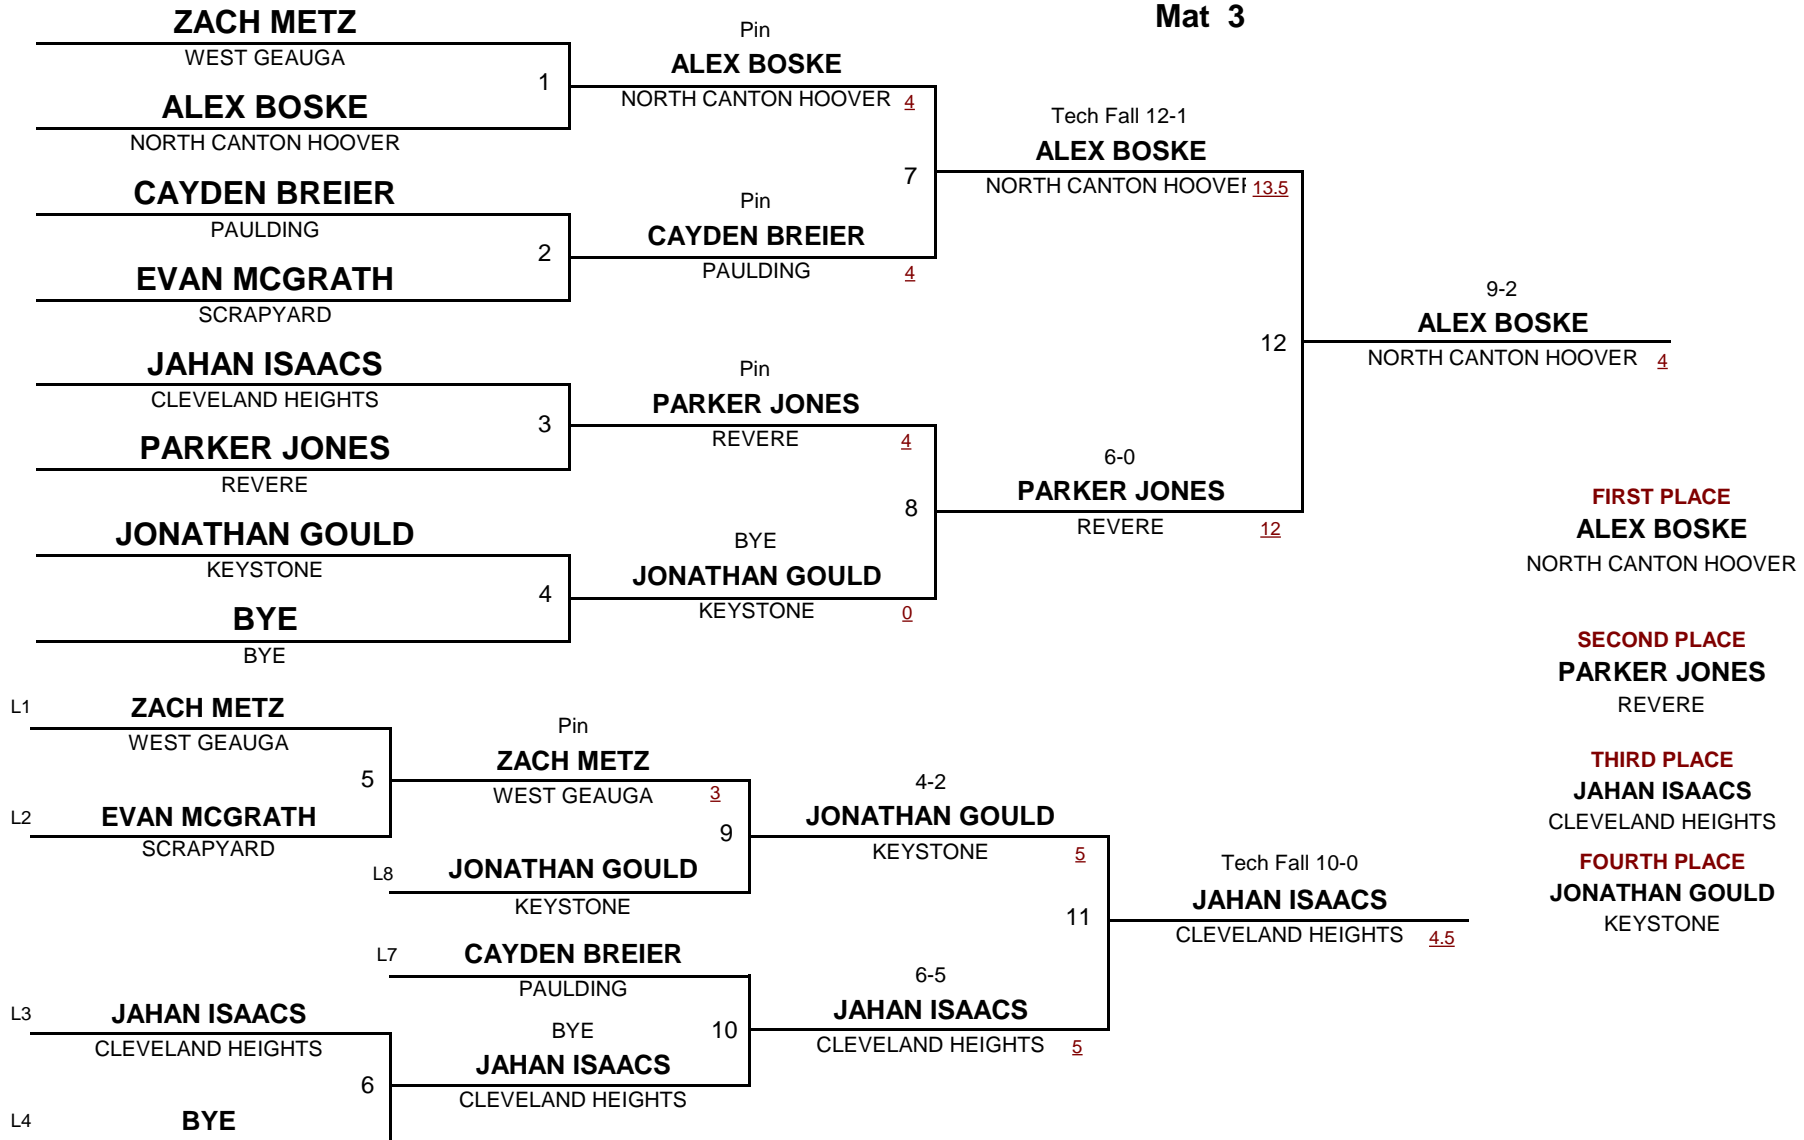 Mat 3
ZACH METZ
WEST GEAUGA
1
ALEX BOSKE
NORTH CANTON HOOVER
CAYDEN BREIER
PAULDING
2
EVAN MCGRATH
SCRAPYARD
JAHAN ISAACS
CLEVELAND HEIGHTS
3
PARKER JONES
REVERE
JONATHAN GOULD
KEYSTONE
4
BYE
BYE
Pin
ALEX BOSKE
NORTH CANTON HOOVER 4
7
Pin
CAYDEN BREIER
PAULDING 4
Pin
PARKER JONES
REVERE 4
8
BYE
JONATHAN GOULD
KEYSTONE 0
Tech Fall 12-1
ALEX BOSKE
NORTH CANTON HOOVER 13.5
12
6-0
PARKER JONES
REVERE 12
9-2
ALEX BOSKE
NORTH CANTON HOOVER 4
FIRST PLACE
ALEX BOSKE
NORTH CANTON HOOVER
SECOND PLACE
PARKER JONES
REVERE
THIRD PLACE
JAHAN ISAACS
CLEVELAND HEIGHTS
FOURTH PLACE
JONATHAN GOULD
KEYSTONE
L1 ZACH METZ
WEST GEAUGA
5
L2 EVAN MCGRATH
SCRAPYARD
Pin
ZACH METZ
WEST GEAUGA 3
9
L8 JONATHAN GOULD
KEYSTONE
4-2
JONATHAN GOULD
KEYSTONE 5
11
Tech Fall 10-0
JAHAN ISAACS
CLEVELAND HEIGHTS 4.5
L7 CAYDEN BREIER
PAULDING
10
BYE
JAHAN ISAACS
CLEVELAND HEIGHTS
6-5
JAHAN ISAACS
CLEVELAND HEIGHTS 5
L3 JAHAN ISAACS
CLEVELAND HEIGHTS
6
L4 BYE